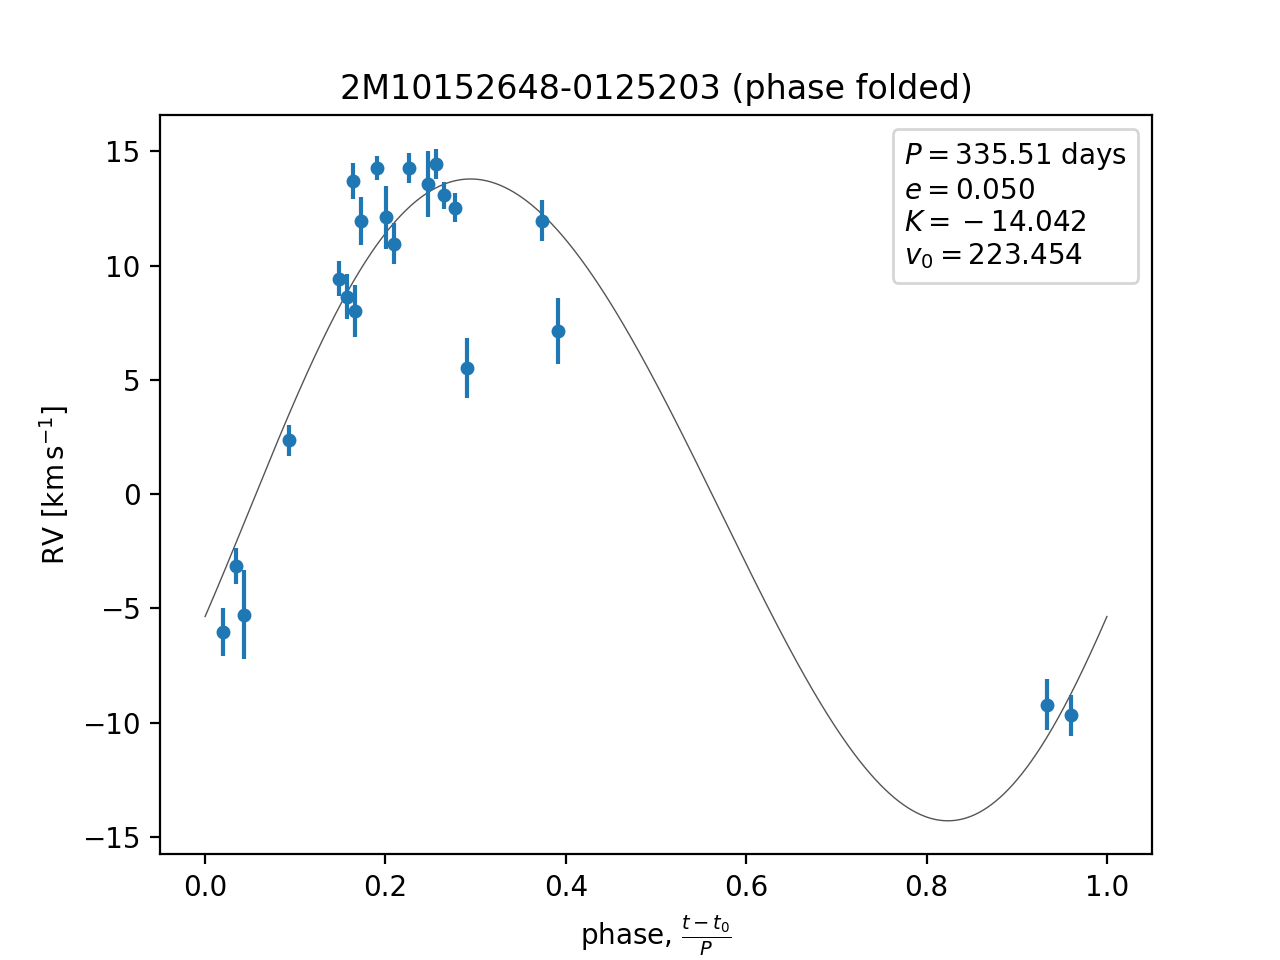 2M10152648-0125203 (phase folded)
P = 335.51 days
e = 0.050
K = −14.042
v₀ = 223.454
15
10
5
0
−5
−10
−15
RV [km s⁻¹]
0.0 0.2 0.4 0.6 0.8 1.0
phase, (t − t₀)/P